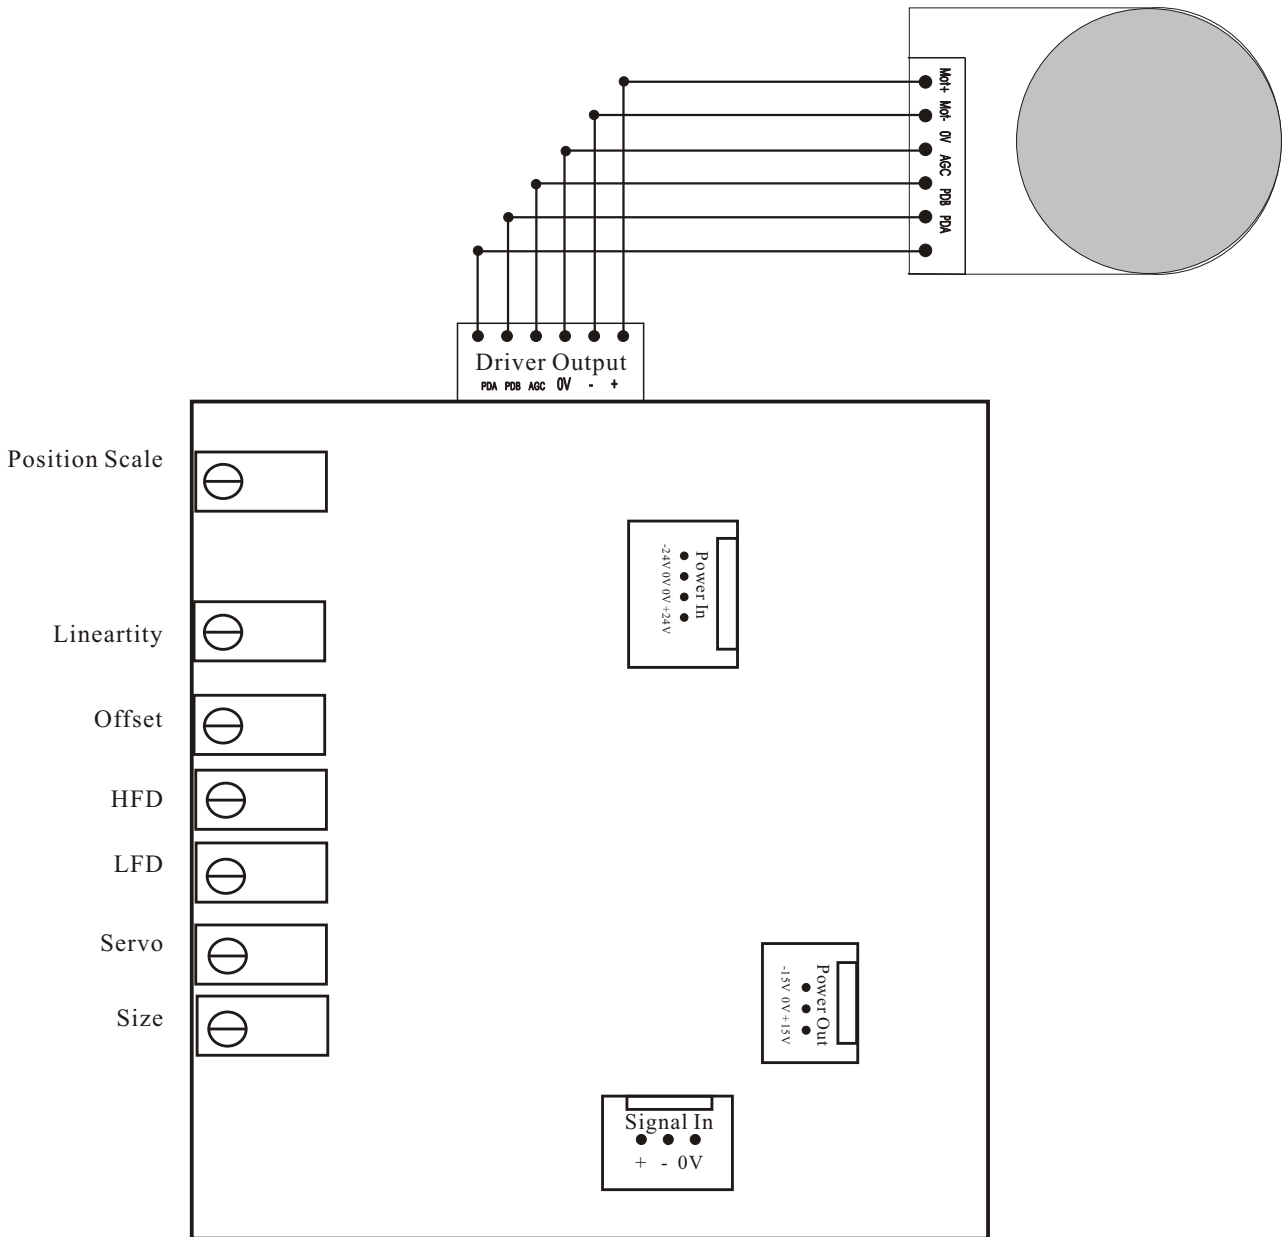 Mot+ Mot- 0V AGC PDB PDA
Driver Output
PDA PDB AGC 0V - +
Position Scale
Power In
-24V 0V 0V +24V
Lineartity
Offset
HFD
LFD
Servo
Power Out
-15V 0V +15V
Size
Signal In
+ - 0V